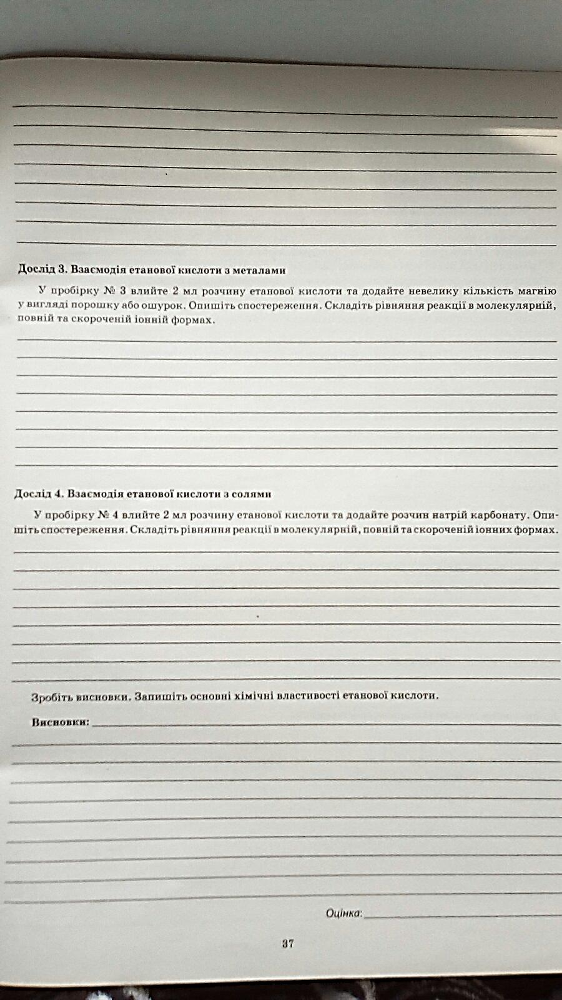 Дослід 3. Взаємодія етанової кислоти з металами
У пробірку № 3 влийте 2 мл розчину етанової кислоти та додайте невелику кількість магнію
у вигляді порошку або ошурок. Опишіть спостереження. Складіть рівняння реакції в молекулярній,
повній та скороченій іонній формах.
Дослід 4. Взаємодія етанової кислоти з солями
У пробірку № 4 влийте 2 мл розчину етанової кислоти та додайте розчин натрій карбонату. Опи-
шіть спостереження. Складіть рівняння реакції в молекулярній, повній та скороченій іонних формах.
Зробіть висновки. Запишіть основні хімічні властивості етанової кислоти.
Висновки:
Оцінка:
37